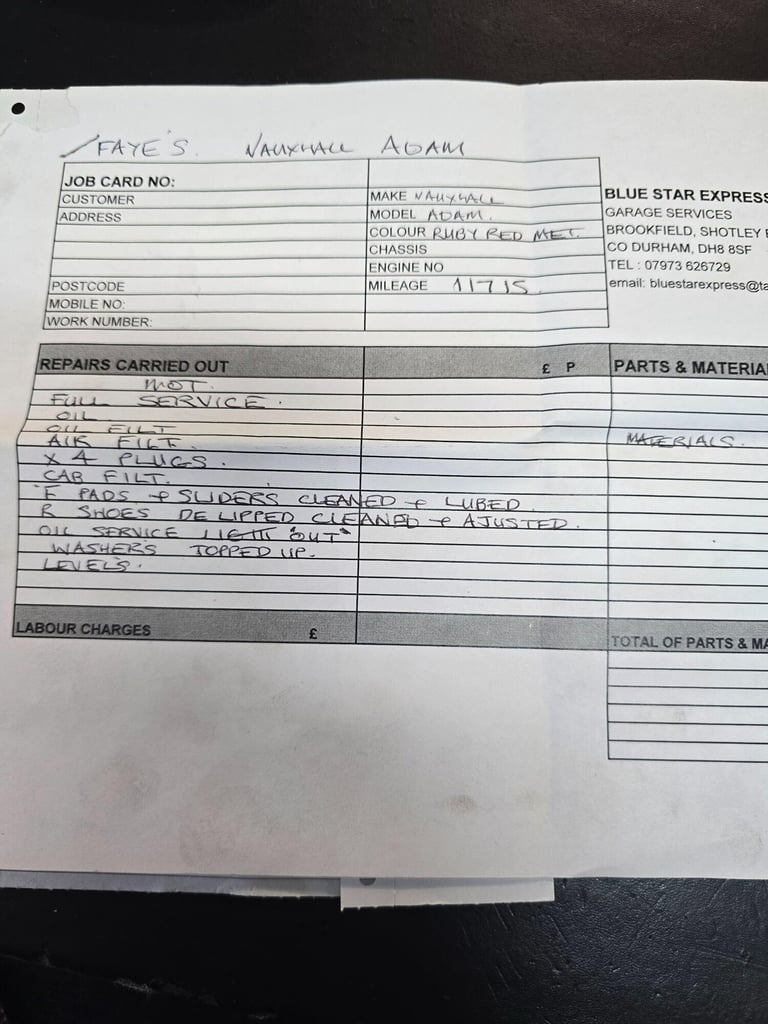 FAYE'S. VAUXHALL ADAM
JOB CARD NO:
CUSTOMER
ADDRESS
POSTCODE
MOBILE NO:
WORK NUMBER:
MAKE VAUXHALL
MODEL ADAM.
COLOUR RUBY RED MET.
CHASSIS
ENGINE NO
MILEAGE 11715
BLUE STAR EXPRESS
GARAGE SERVICES
BROOKFIELD, SHOTLEY
CO DURHAM, DH8 8SF
TEL : 07973 626729
email: bluestarexpress@ta
REPAIRS CARRIED OUT £ P PARTS & MATERIA
MOT.
FULL SERVICE.
OIL
OIL FILT
AIR FILT.
X 4 PLUGS.
CAB FILT.
F PADS + SLIDERS CLEANED + LUBED
R SHOES DE LIPPED CLEANED + AJUSTED.
OIL SERVICE LIGHT "OUT"
WASHERS TOPPED UP.
LEVELS.
MATERIALS.
LABOUR CHARGES £
TOTAL OF PARTS & MA